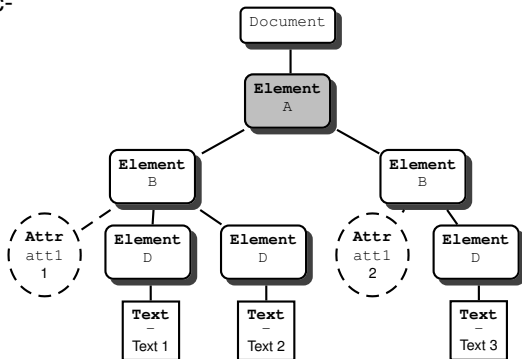 Document
Element
A
Element
B
Element
B
Attr
att1
1
Element
D
Element
D
Attr
att1
2
Element
D
Text
–
Text 1
Text
–
Text 2
Text
–
Text 3